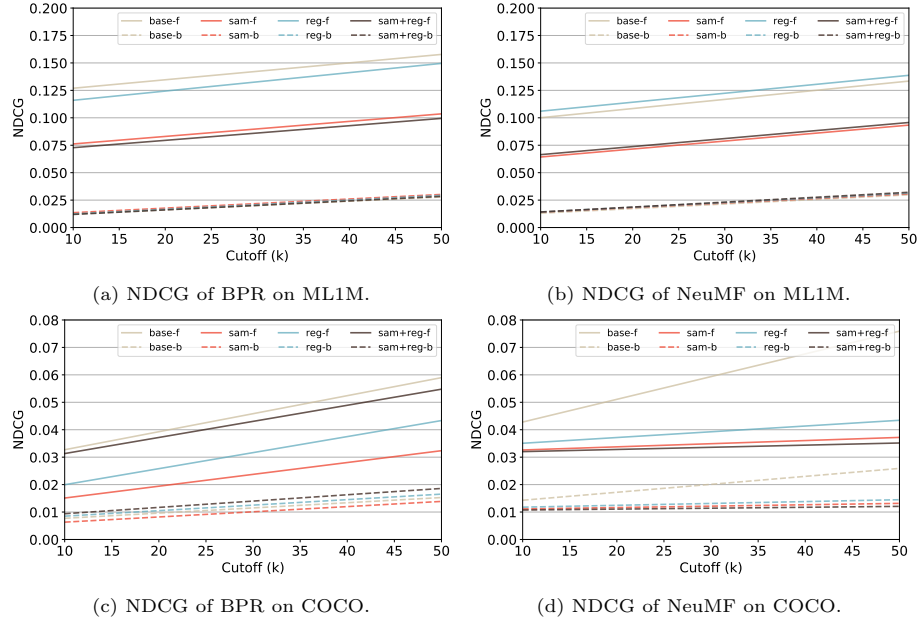 0.200
0.175
0.150
0.125
0.100
0.075
0.050
0.025
0.000
NDCG
base-f sam-f reg-f sam+reg-f
base-b sam-b reg-b sam+reg-b
10 15 20 25 30 35 40 45 50
Cutoff (k)
(a) NDCG of BPR on ML1M.
0.200
0.175
0.150
0.125
0.100
0.075
0.050
0.025
0.000
NDCG
base-f sam-f reg-f sam+reg-f
base-b sam-b reg-b sam+reg-b
10 15 20 25 30 35 40 45 50
Cutoff (k)
(b) NDCG of NeuMF on ML1M.
0.08
0.07
0.06
0.05
0.04
0.03
0.02
0.01
0.00
NDCG
base-f sam-f reg-f sam+reg-f
base-b sam-b reg-b sam+reg-b
10 15 20 25 30 35 40 45 50
Cutoff (k)
(c) NDCG of BPR on COCO.
0.08
0.07
0.06
0.05
0.04
0.03
0.02
0.01
0.00
NDCG
base-f sam-f reg-f sam+reg-f
base-b sam-b reg-b sam+reg-b
10 15 20 25 30 35 40 45 50
Cutoff (k)
(d) NDCG of NeuMF on COCO.